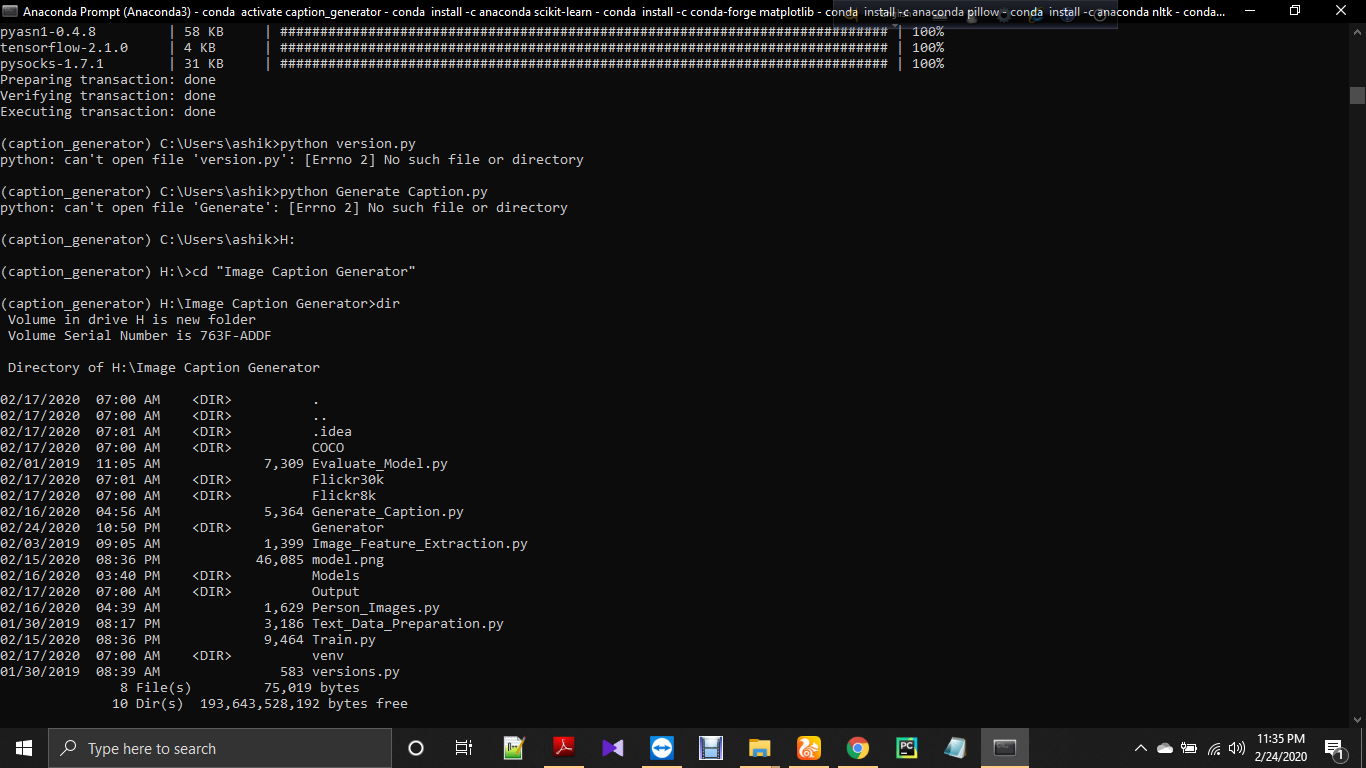 Anaconda Prompt (Anaconda3) - conda  activate caption_generator - conda  install -c anaconda scikit-learn - conda  install -c conda-forge matplotlib - conda  install -c anaconda pillow - conda  install -c anaconda nltk - conda...
pyasn1-0.4.8         | 58 KB     | ############################################################################ | 100%
tensorflow-2.1.0     | 4 KB      | ############################################################################ | 100%
pysocks-1.7.1        | 31 KB     | ############################################################################ | 100%
Preparing transaction: done
Verifying transaction: done
Executing transaction: done
(caption_generator) C:\Users\ashik>python version.py
python: can't open file 'version.py': [Errno 2] No such file or directory
(caption_generator) C:\Users\ashik>python Generate Caption.py
python: can't open file 'Generate': [Errno 2] No such file or directory
(caption_generator) C:\Users\ashik>H:
(caption_generator) H:\>cd "Image Caption Generator"
(caption_generator) H:\Image Caption Generator>dir
 Volume in drive H is new folder
 Volume Serial Number is 763F-ADDF
 Directory of H:\Image Caption Generator
02/17/2020  07:00 AM    <DIR>          .
02/17/2020  07:00 AM    <DIR>          ..
02/17/2020  07:01 AM    <DIR>          .idea
02/17/2020  07:00 AM    <DIR>          COCO
02/01/2019  11:05 AM             7,309 Evaluate_Model.py
02/17/2020  07:01 AM    <DIR>          Flickr30k
02/17/2020  07:00 AM    <DIR>          Flickr8k
02/16/2020  04:56 AM             5,364 Generate_Caption.py
02/24/2020  10:50 PM    <DIR>          Generator
02/03/2019  09:05 AM             1,399 Image_Feature_Extraction.py
02/15/2020  08:36 PM            46,085 model.png
02/16/2020  03:40 PM    <DIR>          Models
02/17/2020  07:00 AM    <DIR>          Output
02/16/2020  04:39 AM             1,629 Person_Images.py
01/30/2019  08:17 PM             3,186 Text_Data_Preparation.py
02/15/2020  08:36 PM             9,464 Train.py
02/17/2020  07:00 AM    <DIR>          venv
01/30/2019  08:39 AM               583 versions.py
               8 File(s)         75,019 bytes
              10 Dir(s)  193,643,528,192 bytes free
Type here to search
PC
11:35 PM
2/24/2020
1